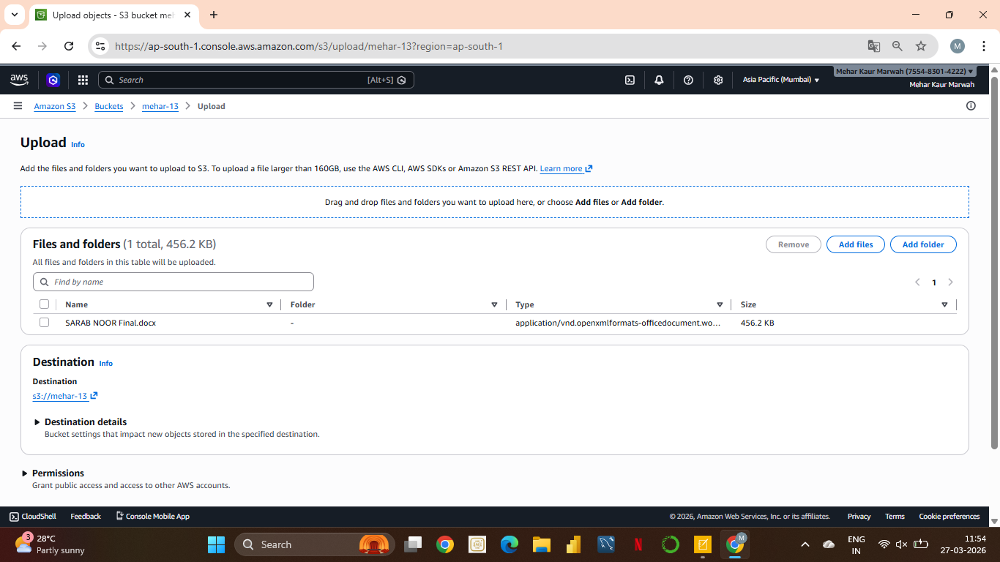 Upload objects - S3 bucket meh
https://ap-south-1.console.aws.amazon.com/s3/upload/mehar-13?region=ap-south-1
M
aws
Search
[Alt+S]
Asia Pacific (Mumbai)
Mehar Kaur Marwah (7554-8301-4222)
Mehar Kaur Marwah
Amazon S3
Buckets
mehar-13
Upload
Upload Info
Add the files and folders you want to upload to S3. To upload a file larger than 160GB, use the AWS CLI, AWS SDKs or Amazon S3 REST API. Learn more
Drag and drop files and folders you want to upload here, or choose Add files or Add folder.
Files and folders (1 total, 456.2 KB)
Remove
Add files
Add folder
All files and folders in this table will be uploaded.
Find by name
1
Name
Folder
Type
Size
SARAB NOOR Final.docx
-
application/vnd.openxmlformats-officedocument.wo...
456.2 KB
Destination Info
Destination
s3://mehar-13
Destination details
Bucket settings that impact new objects stored in the specified destination.
Permissions
Grant public access and access to other AWS accounts.
CloudShell
Feedback
Console Mobile App
© 2026, Amazon Web Services, Inc. or its affiliates.
Privacy
Terms
Cookie preferences
3
28°C
Partly sunny
Search
N
M
ENG
IN
11:54
27-03-2026